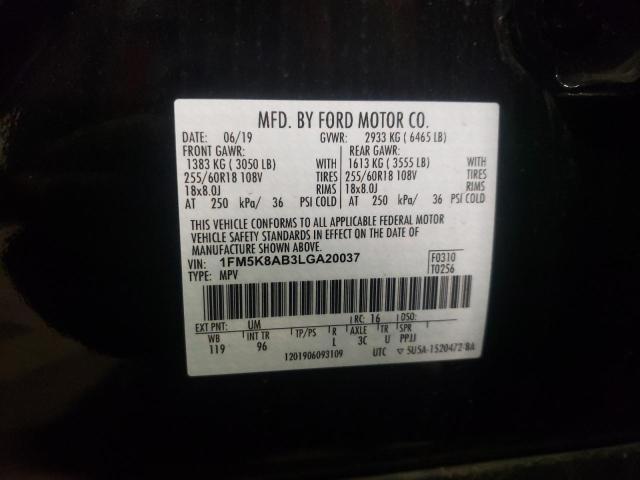 MFD. BY FORD MOTOR CO.
DATE: 06/19 GVWR: 2933 KG ( 6465 LB)
FRONT GAWR: REAR GAWR:
1383 KG ( 3050 LB) WITH 1613 KG ( 3555 LB) WITH
255/60R18 108V TIRES 255/60R18 108V TIRES
18x8.0J RIMS 18x8.0J RIMS
AT 250 kPa/ 36 PSI COLD AT 250 kPa/ 36 PSI COLD
THIS VEHICLE CONFORMS TO ALL APPLICABLE FEDERAL MOTOR
VEHICLE SAFETY STANDARDS IN EFFECT ON THE DATE OF
MANUFACTURE SHOWN ABOVE.
VIN: 1FM5K8AB3LGA20037 F0310
TYPE: MPV T0256
EXT PNT: UM RC: 16 DSO:
WB INT TR TP/PS R AXLE TR SPR
119 96 L 3C U PPJJ
1201906093109 UTC ▽ 5U5A-1520472-BA